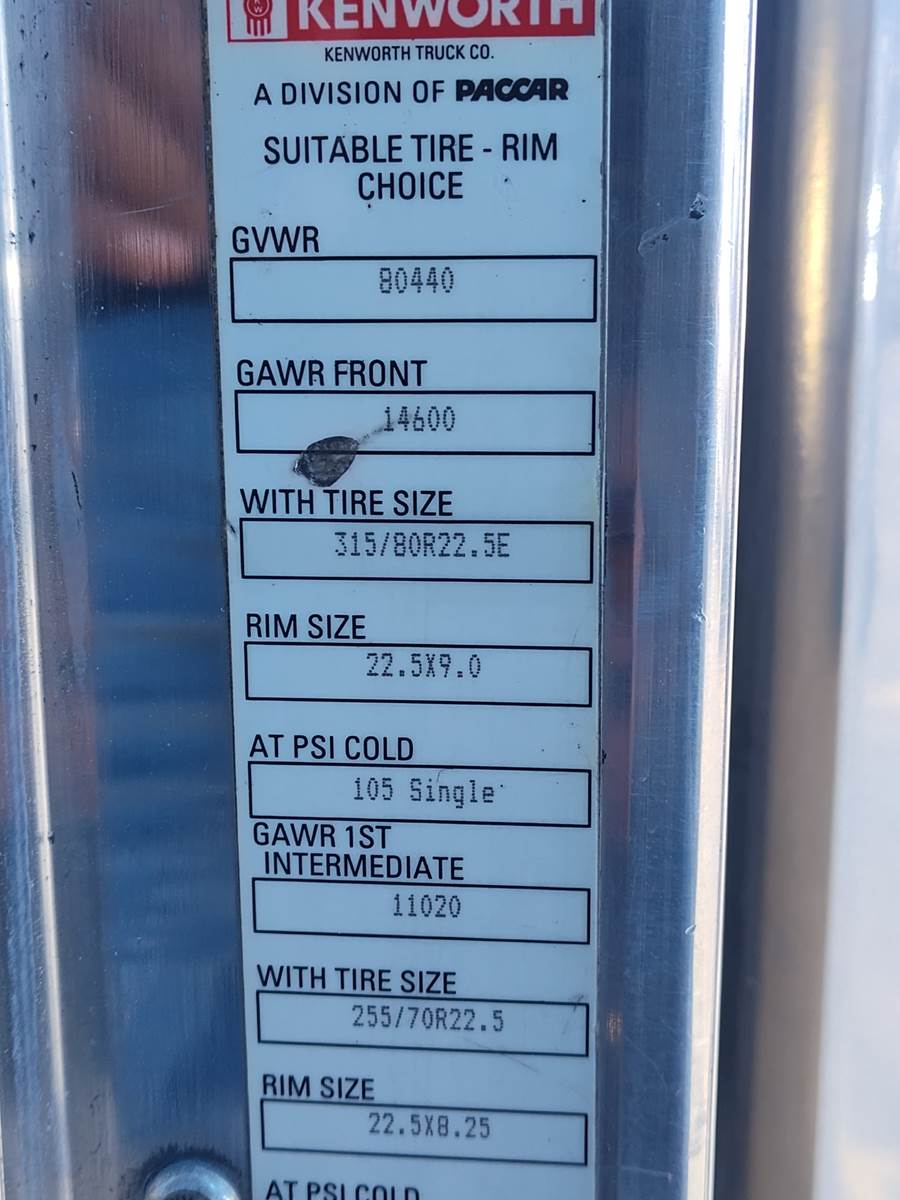 KENWORTH
KENWORTH TRUCK CO.
A DIVISION OF PACCAR
SUITABLE TIRE - RIM
CHOICE
GVWR
80440
GAWR FRONT
14600
WITH TIRE SIZE
315/80R22.5E
RIM SIZE
22.5X9.0
AT PSI COLD
105 Single
GAWR 1ST
INTERMEDIATE
11020
WITH TIRE SIZE
255/70R22.5
RIM SIZE
22.5X8.25
AT PSI COLD